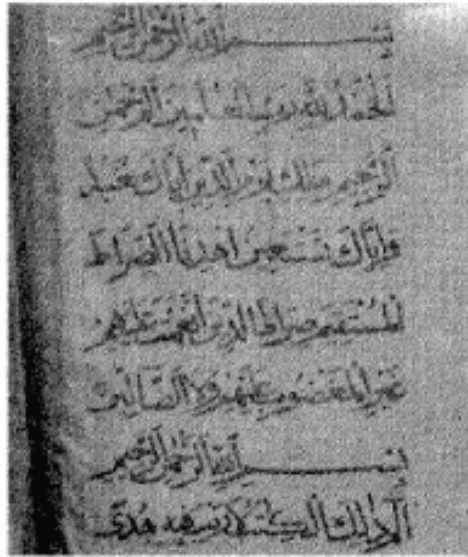 بسم الله الرحمن الرحيم
الحمد لله رب العلمين الرحمن
الرحيم ملك يوم الدين اياك نعبد
واياك نستعين اهدنا الصراط
المستقيم صراط الذين انعمت عليهم
غير المغضوب عليهم ولا الضالين
بسم الله الرحمن الرحيم
الم ذلك الكتب لا ريب فيه هدى